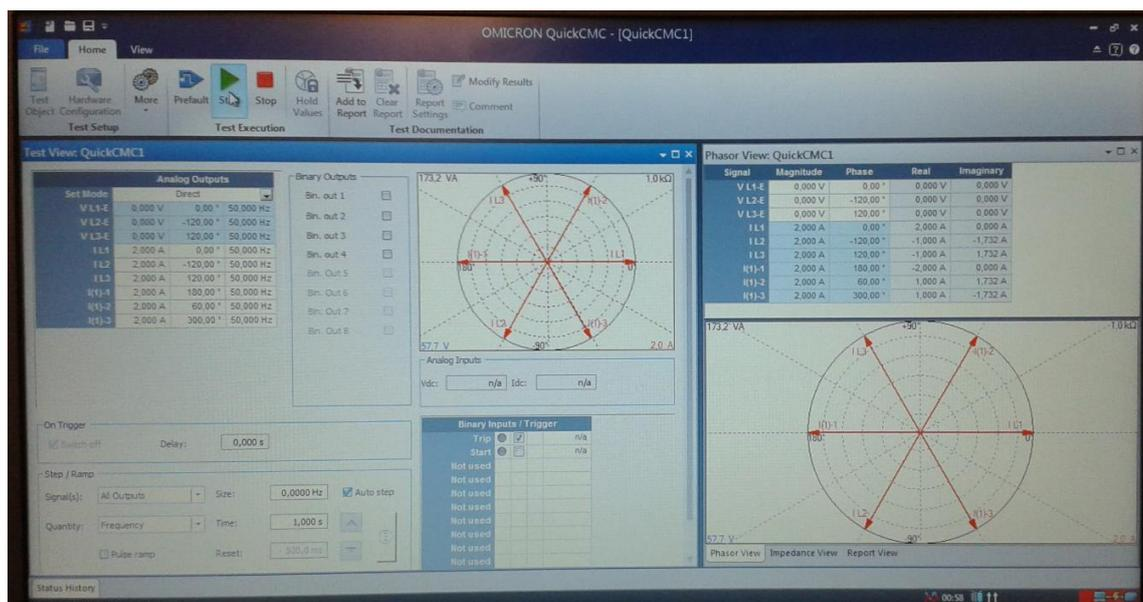 OMICRON QuickCMC - [QuickCMC1]
File Home View
Test Object Hardware Configuration More Prefault Stop Hold Values Add to Report Clear Report Report Settings Modify Results Comment
Test Setup Test Execution Test Documentation
Test View: QuickCMC1
Analog Outputs
Set Mode Direct
V L1-E 0,000 V 0,00 ° 50,000 Hz
V L2-E 0,000 V -120,00 ° 50,000 Hz
V L3-E 0,000 V 120,00 ° 50,000 Hz
I L1 2,000 A 0,00 ° 50,000 Hz
I L2 2,000 A -120,00 ° 50,000 Hz
I L3 2,000 A 120,00 ° 50,000 Hz
I(1)-1 2,000 A 180,00 ° 50,000 Hz
I(1)-2 2,000 A 60,00 ° 50,000 Hz
I(1)-3 2,000 A 300,00 ° 50,000 Hz
Binary Outputs
Bin. out 1
Bin. out 2
Bin. out 3
Bin. out 4
Bin. Out 5
Bin. Out 6
Bin. Out 7
Bin. Out 8
173,2 VA +90° 1.0 kΩ
I L3 I(1)-2
I(1)-1 I L1
180° 0°
I L2 I(1)-3
57,7 V -90° 2.0 A
Analog Inputs
Vdc: n/a Idc: n/a
On Trigger
Switch off Delay: 0,000 s
Step / Ramp
Signal(s): All Outputs Size: 0,0000 Hz Auto step
Quantity: Frequency Time: 1,000 s
Pulse ramp Reset: 500,0 ms
Binary Inputs / Trigger
Trip n/a
Start n/a
Not used
Not used
Not used
Not used
Not used
Not used
Not used
Not used
Phasor View: QuickCMC1
Signal Magnitude Phase Real Imaginary
V L1-E 0,000 V 0,00 ° 0,000 V 0,000 V
V L2-E 0,000 V -120,00 ° 0,000 V 0,000 V
V L3-E 0,000 V 120,00 ° 0,000 V 0,000 V
I L1 2,000 A 0,00 ° 2,000 A 0,000 A
I L2 2,000 A -120,00 ° -1,000 A -1,732 A
I L3 2,000 A 120,00 ° -1,000 A 1,732 A
I(1)-1 2,000 A 180,00 ° -2,000 A 0,000 A
I(1)-2 2,000 A 60,00 ° 1,000 A 1,732 A
I(1)-3 2,000 A 300,00 ° 1,000 A -1,732 A
173,2 VA +90° 1.0 kΩ
I L3 I(1)-2
I(1)-1 I L1
180° 0°
I L2 I(1)-3
57,7 V -90° 2.0 A
Phasor View Impedance View Report View
Status History
00:58